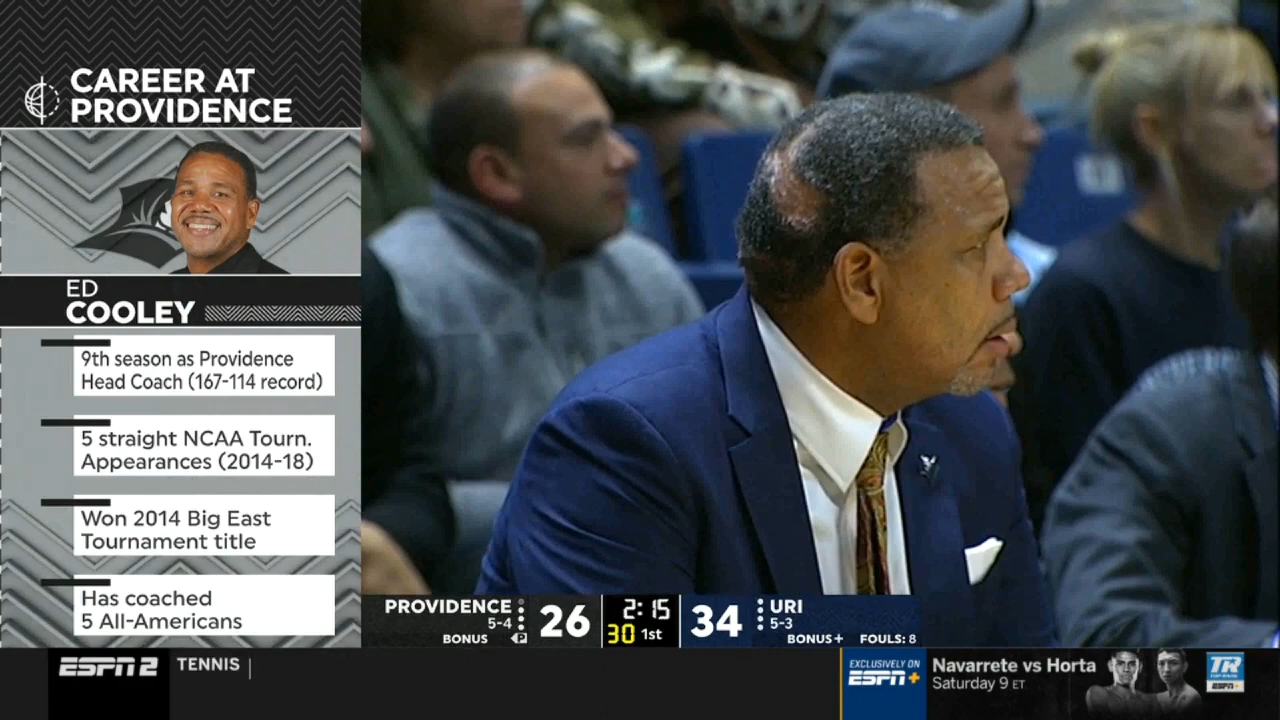 CAREER AT
PROVIDENCE
ED
COOLEY
9th season as Providence
Head Coach (167-114 record)
5 straight NCAA Tourn.
Appearances (2014-18)
Won 2014 Big East
Tournament title
Has coached
5 All-Americans
PROVIDENCE 26 2:15 34 URI
5-4 30 1st 5-3
BONUS P BONUS+ FOULS: 8
ESPN2 TENNIS
EXCLUSIVELY ON
ESPN+
Navarrete vs Horta
Saturday 9 ET
TR
TOP RANK
ESPN+